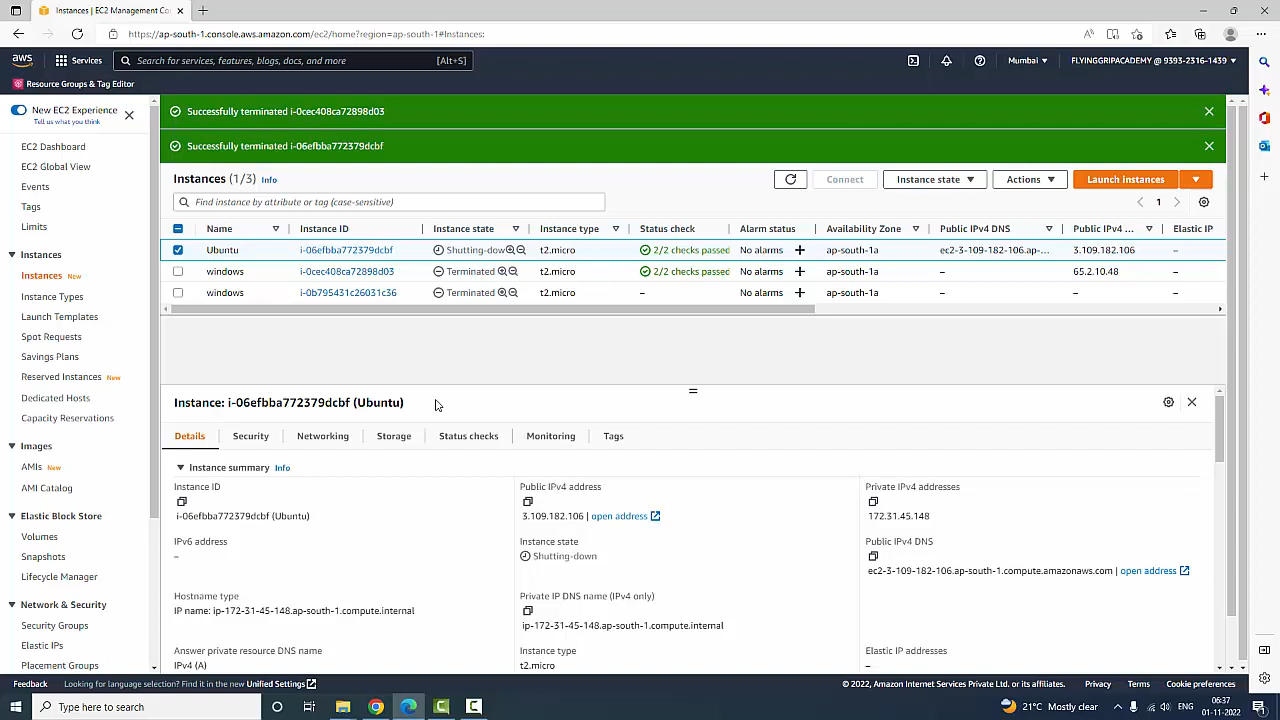 Instances | EC2 Management Co
https://ap-south-1.console.aws.amazon.com/ec2/home?region=ap-south-1#Instances:
aws Services Search for services, features, blogs, docs, and more [Alt+S] Mumbai FLYINGGRIPACADEMY @ 9393-2316-1439
Resource Groups & Tag Editor
New EC2 Experience
Tell us what you think
EC2 Dashboard
EC2 Global View
Events
Tags
Limits
Instances
Instances New
Instance Types
Launch Templates
Spot Requests
Savings Plans
Reserved Instances New
Dedicated Hosts
Capacity Reservations
Images
AMIs New
AMI Catalog
Elastic Block Store
Volumes
Snapshots
Lifecycle Manager
Network & Security
Security Groups
Elastic IPs
Placement Groups
Successfully terminated i-0cec408ca72898d03
Successfully terminated i-06efbba772379dcbf
Instances (1/3) Info Connect Instance state Actions Launch instances
Find instance by attribute or tag (case-sensitive) 1
Name Instance ID Instance state Instance type Status check Alarm status Availability Zone Public IPv4 DNS Public IPv4 ... Elastic IP
Ubuntu i-06efbba772379dcbf Shutting-dow t2.micro 2/2 checks passed No alarms + ap-south-1a ec2-3-109-182-106.ap-... 3.109.182.106 –
windows i-0cec408ca72898d03 Terminated t2.micro 2/2 checks passed No alarms + ap-south-1a – 65.2.10.48 –
windows i-0b795431c26031c36 Terminated t2.micro – No alarms + ap-south-1a – – –
Instance: i-06efbba772379dcbf (Ubuntu)
Details Security Networking Storage Status checks Monitoring Tags
Instance summary Info
Instance ID
i-06efbba772379dcbf (Ubuntu)
Public IPv4 address
3.109.182.106 | open address
Private IPv4 addresses
172.31.45.148
IPv6 address
–
Instance state
Shutting-down
Public IPv4 DNS
ec2-3-109-182-106.ap-south-1.compute.amazonaws.com | open address
Hostname type
IP name: ip-172-31-45-148.ap-south-1.compute.internal
Private IP DNS name (IPv4 only)
ip-172-31-45-148.ap-south-1.compute.internal
Answer private resource DNS name
IPv4 (A)
Instance type
t2.micro
Elastic IP addresses
–
Feedback Looking for language selection? Find it in the new Unified Settings © 2022, Amazon Internet Services Private Ltd. or its affiliates. Privacy Terms Cookie preferences
Type here to search 21°C Mostly clear ENG 06:37
01-11-2022